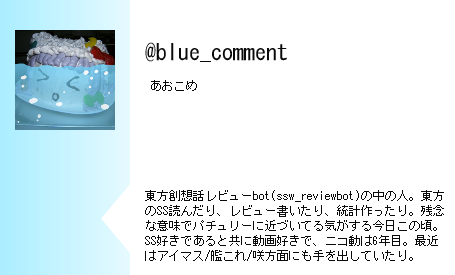 @blue_comment
あおこめ
東方創想話レビューbot(ssw_reviewbot)の中の人。東方
のSS読んだり、レビュー書いたり、統計作ったり。残念
な意味でパチュリーに近づいてる気がする今日この頃。
SS好きであると共に動画好きで、ニコ動は6年目。最近
はアイマス/艦これ/咲方面にも手を出していたり。